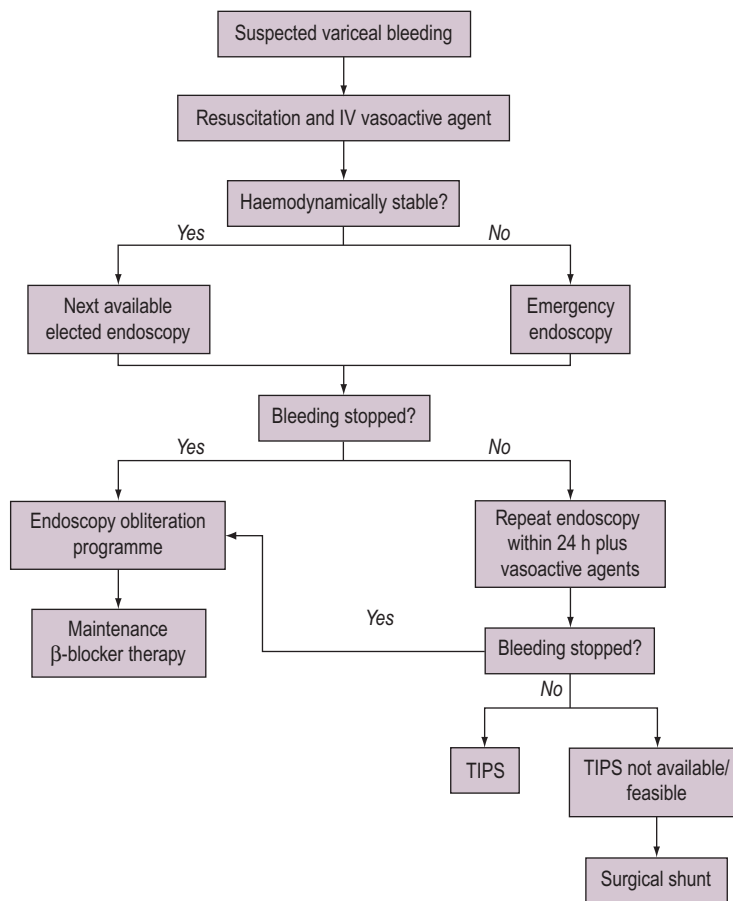 Suspected variceal bleeding
Resuscitation and IV vasoactive agent
Haemodynamically stable?
Yes
No
Next available
elected endoscopy
Emergency
endoscopy
Bleeding stopped?
Yes
No
Endoscopy obliteration
programme
Repeat endoscopy
within 24 h plus
vasoactive agents
Maintenance
β-blocker therapy
Yes
Bleeding stopped?
No
TIPS
TIPS not available/
feasible
Surgical shunt